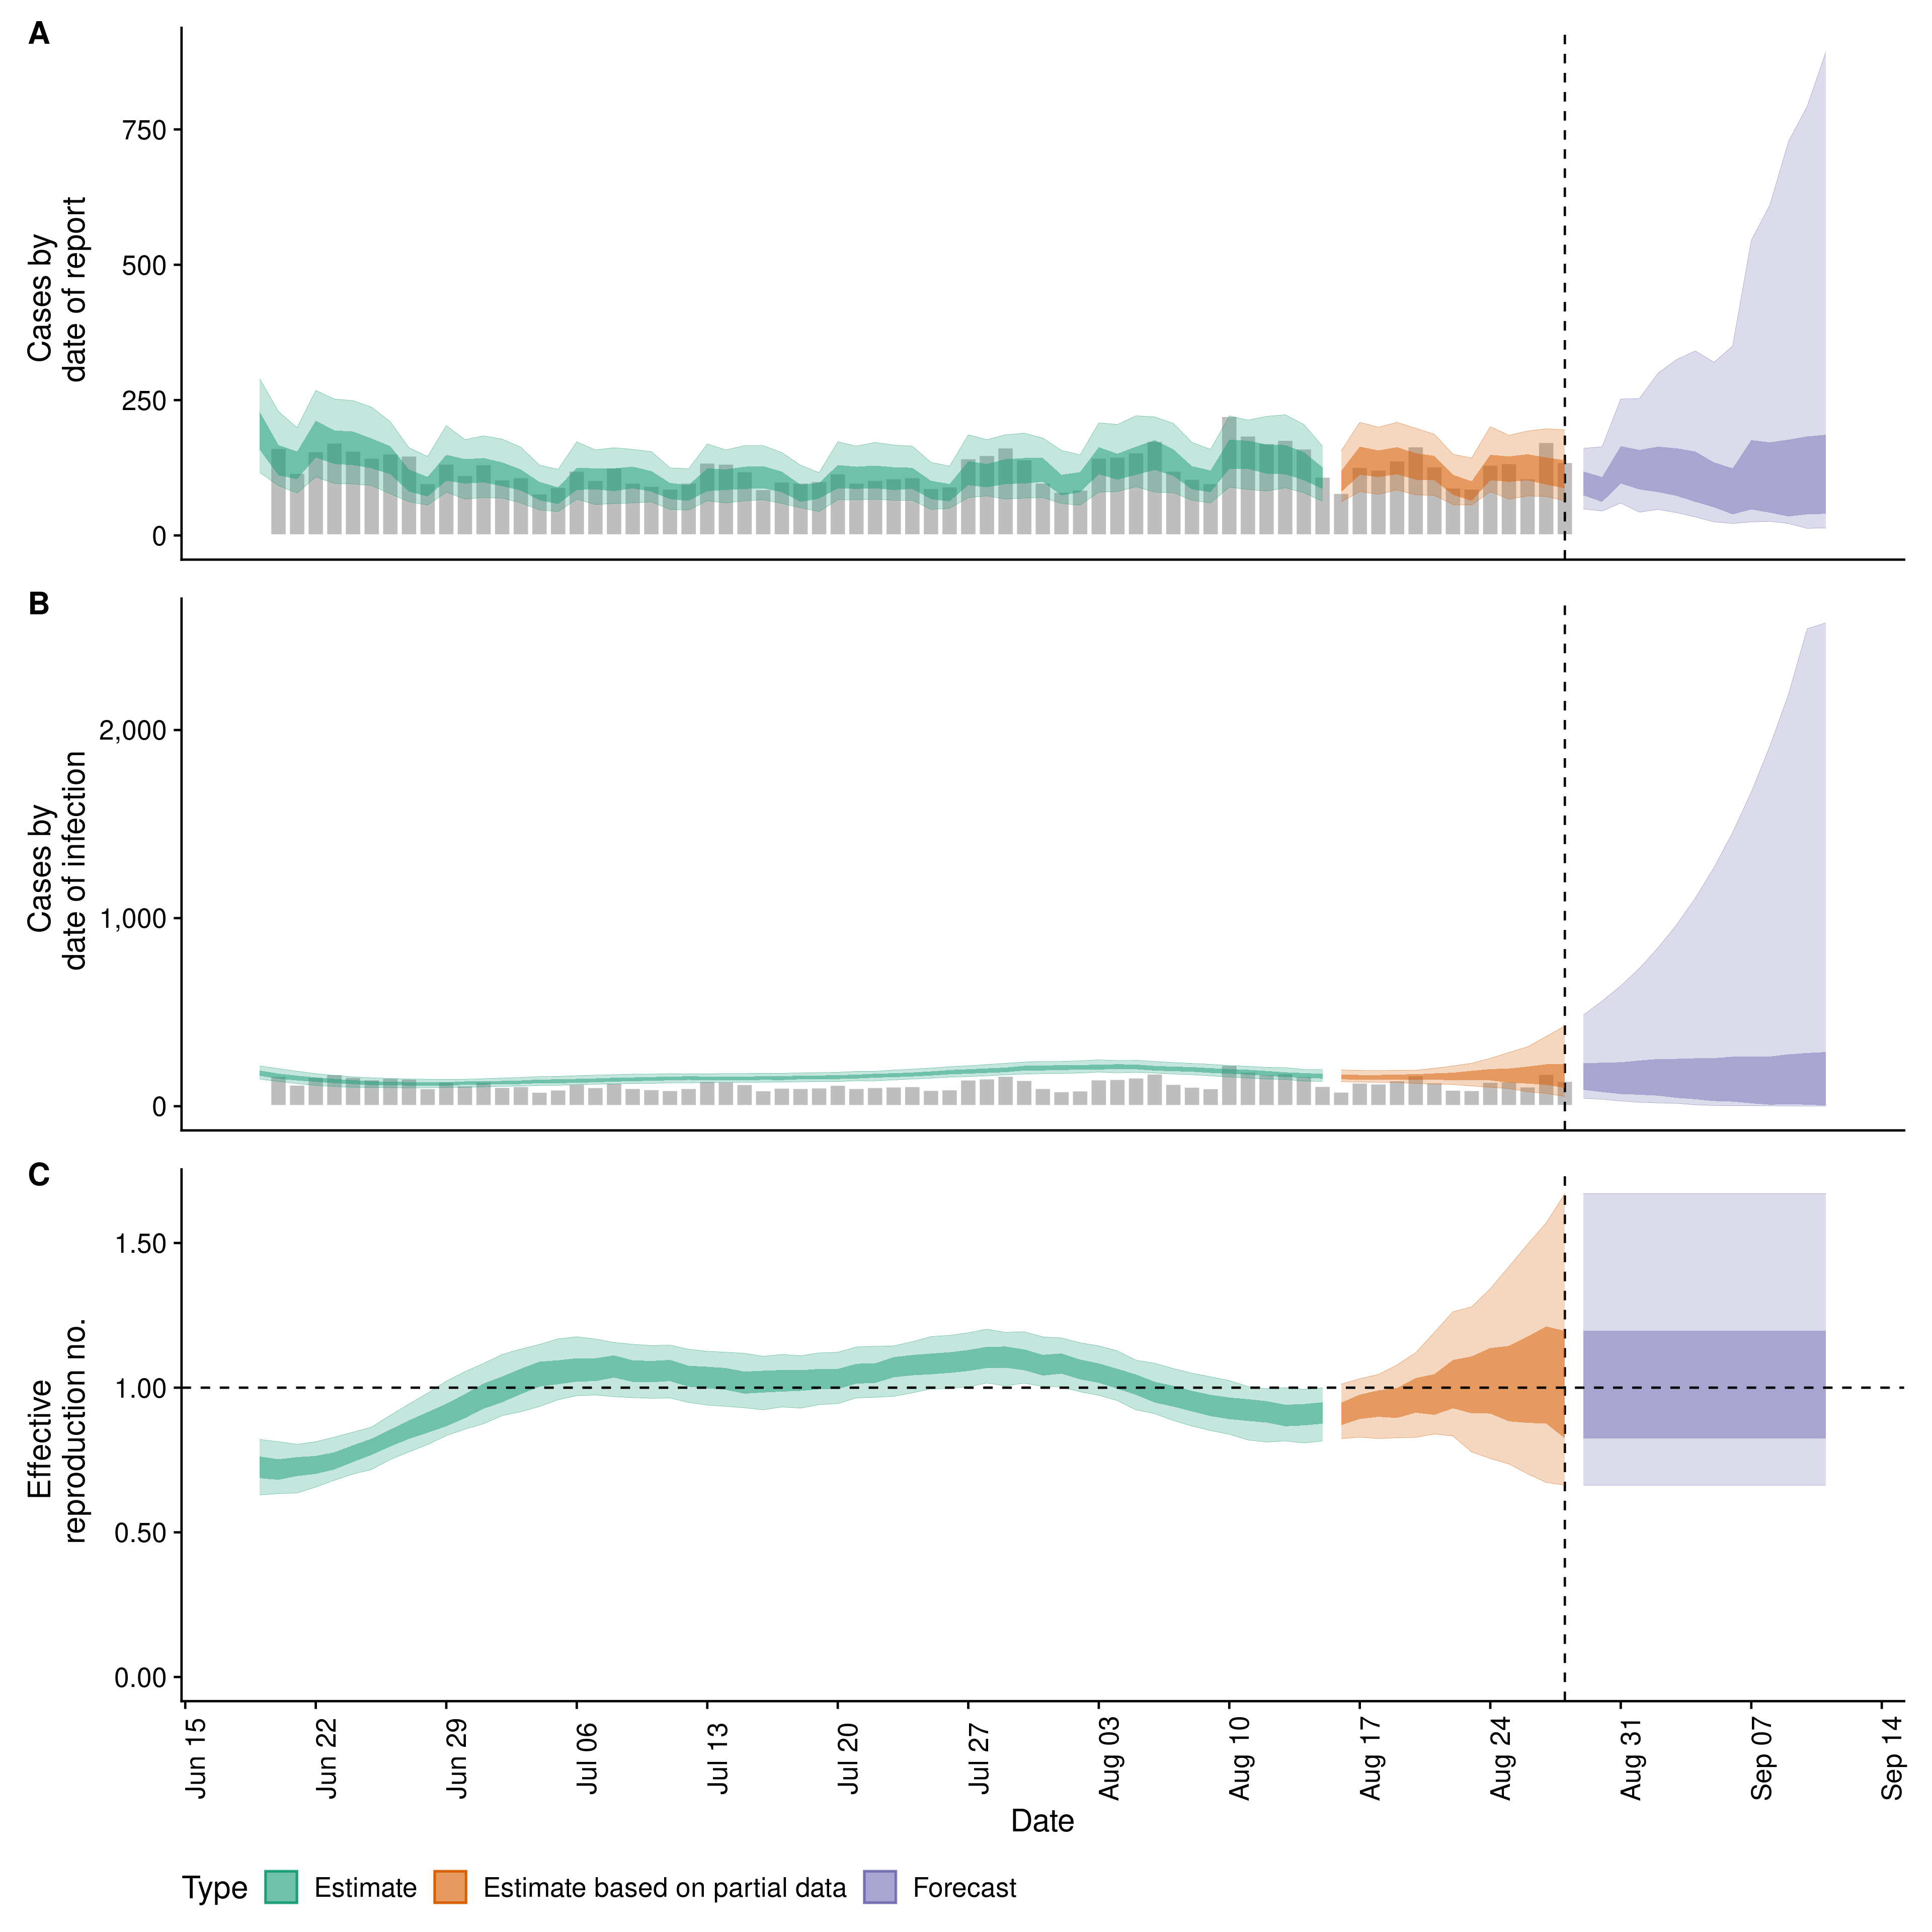 A
Cases by
date of report
750
500
250
0
B
Cases by
date of infection
2,000
1,000
0
C
Effective
reproduction no.
1.50
1.00
0.50
0.00
Jun 15
Jun 22
Jun 29
Jul 06
Jul 13
Jul 20
Jul 27
Aug 03
Aug 10
Aug 17
Aug 24
Aug 31
Sep 07
Sep 14
Date
Type Estimate Estimate based on partial data Forecast